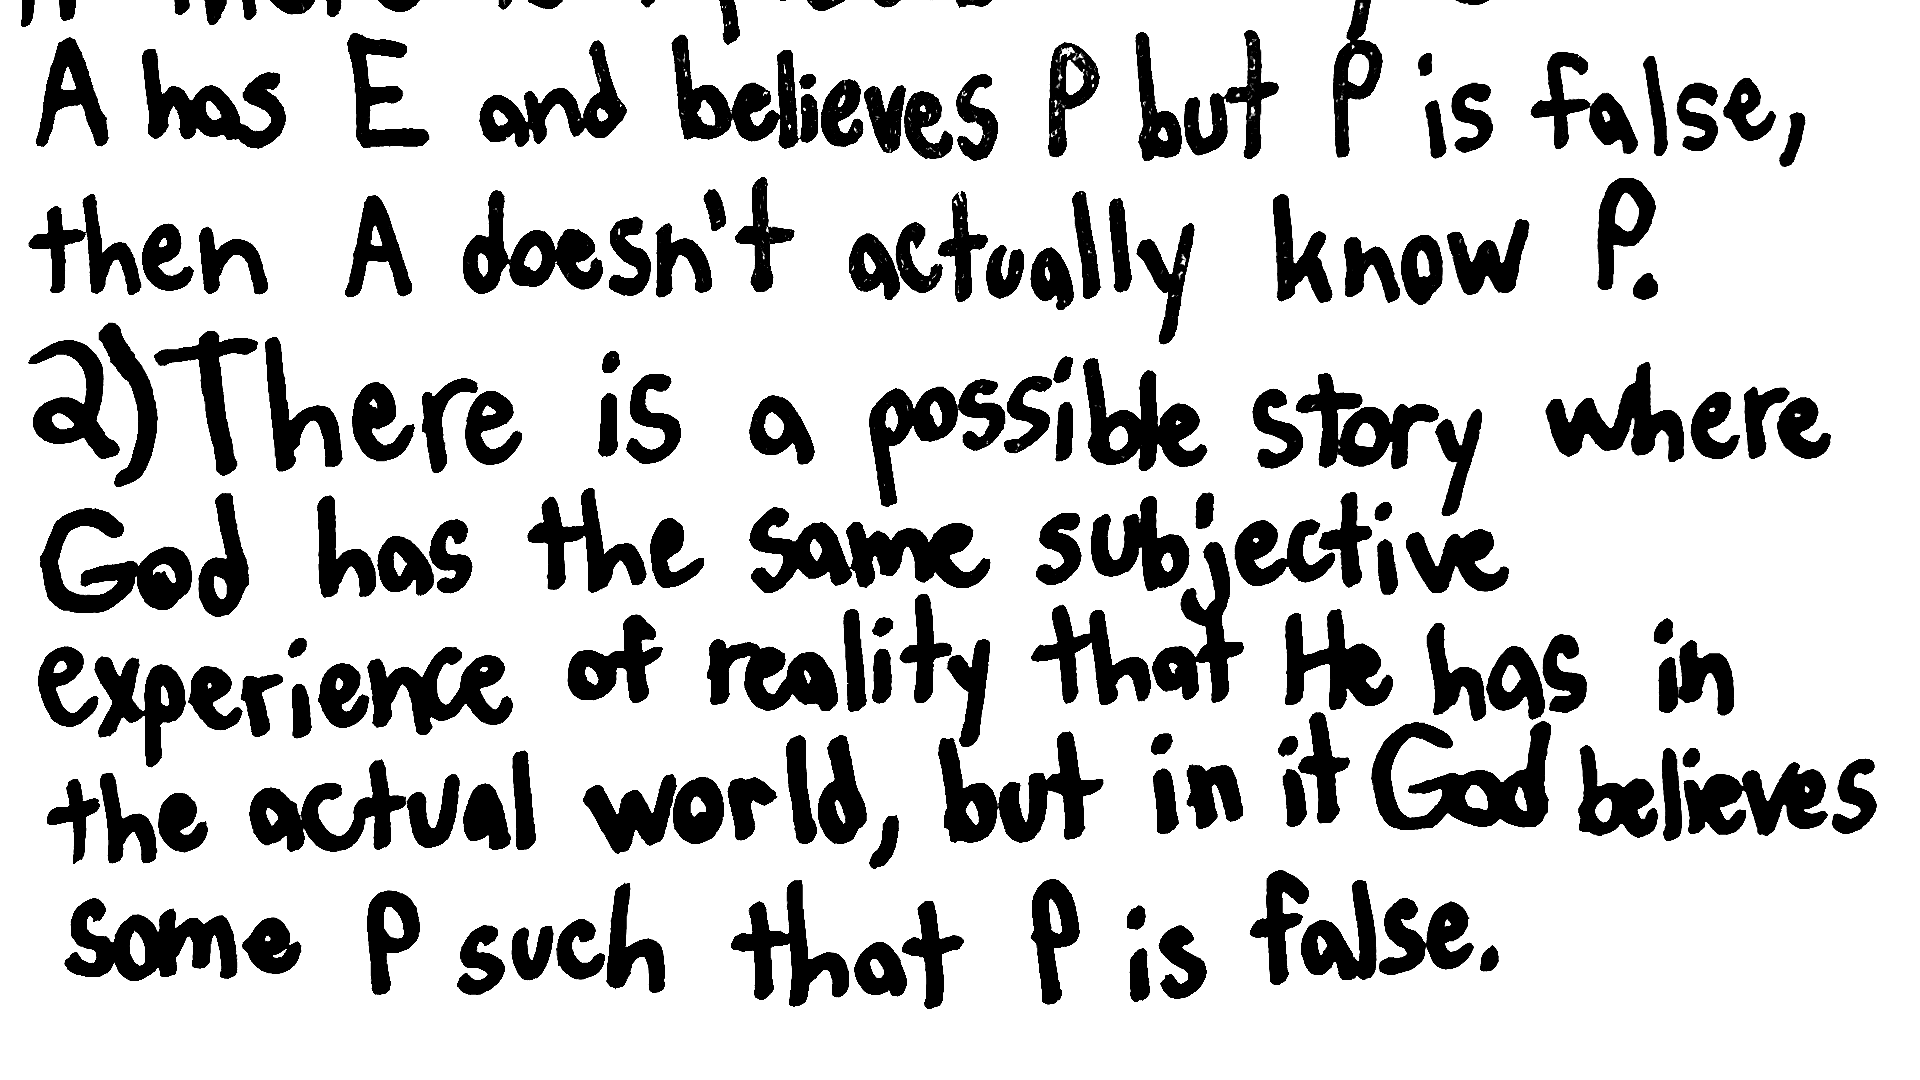 A has E and believes P but P is false,
then A doesn't actually know P.
2) There is a possible story where
God has the same subjective
experience of reality that He has in
the actual world, but in it God believes
some P such that P is false.